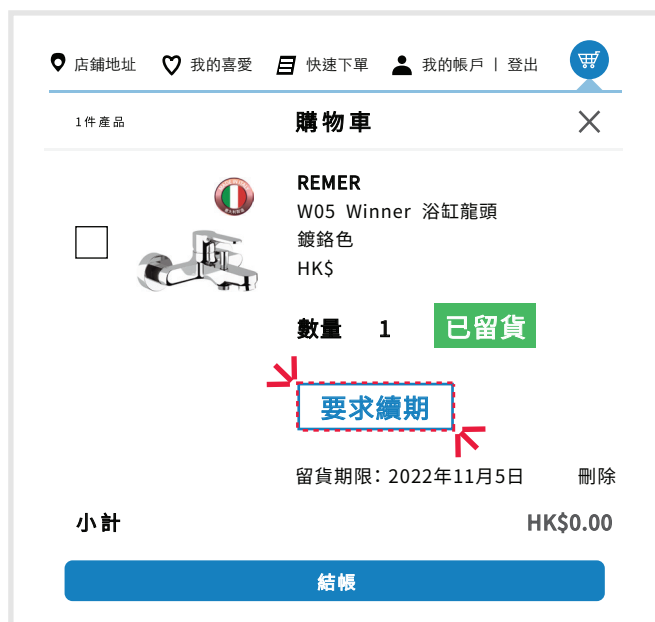 店鋪地址 我的喜愛 快速下單 我的帳戶 | 登出
1件產品 購物車
REMER
W05 Winner 浴缸龍頭
鍍鉻色
HK$
數量 1 已留貨
要求續期
留貨期限：2022年11月5日 刪除
小計 HK$0.00
結帳